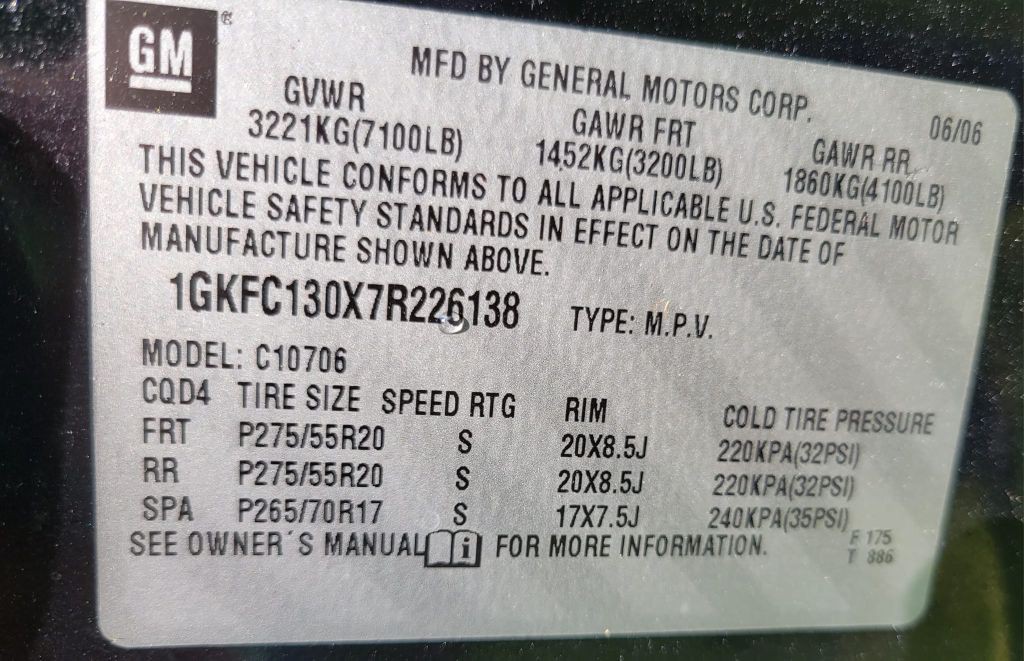 GM ®
MFD BY GENERAL MOTORS CORP. 06/06
GVWR GAWR FRT GAWR RR
3221KG(7100LB) 1452KG(3200LB) 1860KG(4100LB)
THIS VEHICLE CONFORMS TO ALL APPLICABLE U.S. FEDERAL MOTOR
VEHICLE SAFETY STANDARDS IN EFFECT ON THE DATE OF
MANUFACTURE SHOWN ABOVE.
1GKFC130X7R226138 TYPE: M.P.V.
MODEL: C10706
CQD4 TIRE SIZE SPEED RTG RIM COLD TIRE PRESSURE
FRT P275/55R20 S 20X8.5J 220KPA(32PSI)
RR P275/55R20 S 20X8.5J 220KPA(32PSI)
SPA P265/70R17 S 17X7.5J 240KPA(35PSI)
SEE OWNER´S MANUAL i FOR MORE INFORMATION.
F 175
T 886